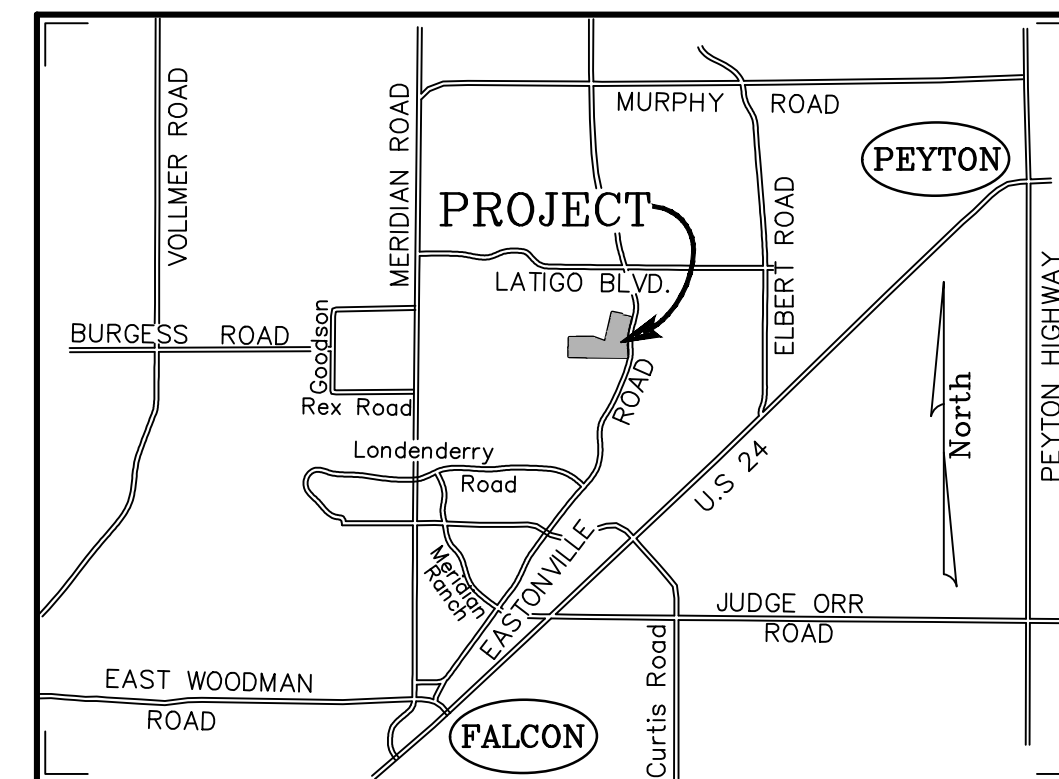 VOLLMER ROAD
MERIDIAN ROAD
MURPHY ROAD
PEYTON
PROJECT
ELBERT ROAD
LATIGO BLVD.
PEYTON HIGHWAY
BURGESS ROAD
Goodson
Rex Road
ROAD
North
Londenderry
Road
U.S 24
Meridian
Ranch
EASTONVILLE
JUDGE ORR
ROAD
EAST WOODMAN
ROAD
Curtis Road
FALCON